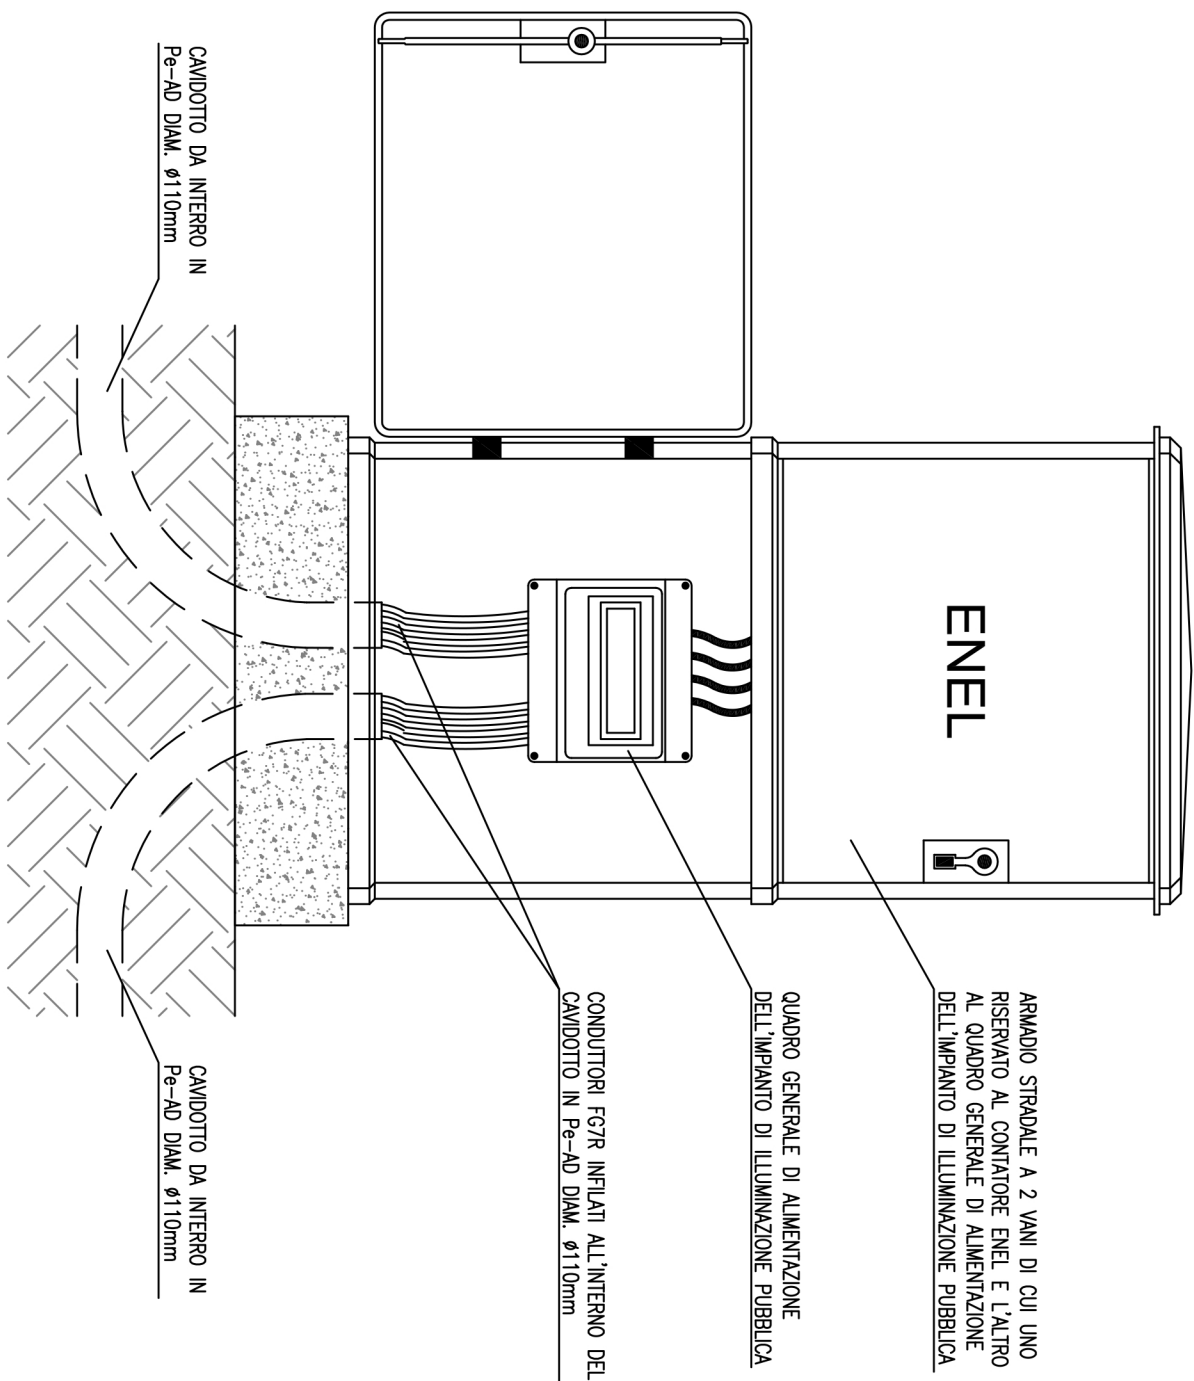 ENEL
ARMADIO STRADALE A 2 VANI DI CUI UNO
RISERVATO AL CONTATORE ENEL E L'ALTRO
AL QUADRO GENERALE DI ALIMENTAZIONE
DELL'IMPIANTO DI ILLUMINAZIONE PUBBLICA
QUADRO GENERALE DI ALIMENTAZIONE
DELL'IMPIANTO DI ILLUMINAZIONE PUBBLICA
CONDUTTORI FG7R INFILATI ALL'INTERNO DEL
CAVIDOTTO IN Pe-AD DIAM. ø110mm
CAVIDOTTO DA INTERRO IN
Pe-AD DIAM. ø110mm
CAVIDOTTO DA INTERRO IN
Pe-AD DIAM. ø110mm